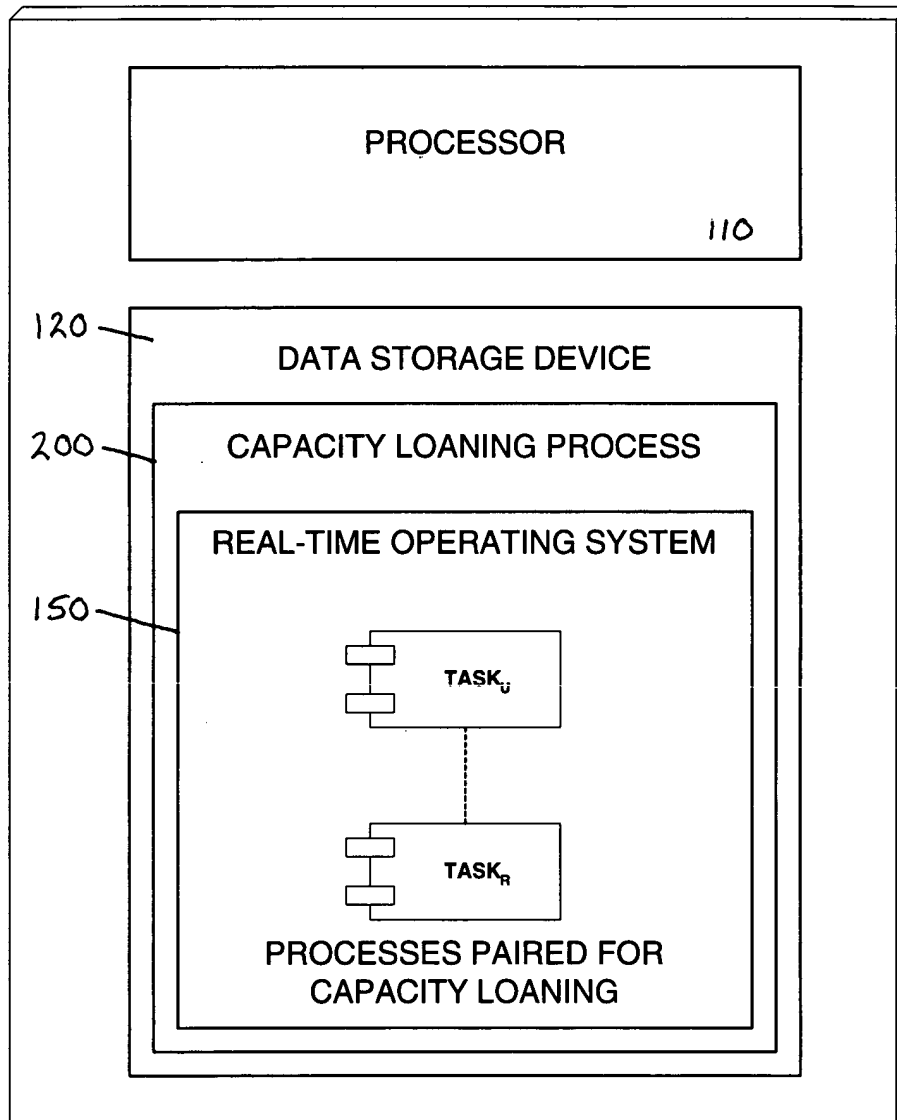 PROCESSOR
110
120
DATA STORAGE DEVICE
200
CAPACITY LOANING PROCESS
REAL-TIME OPERATING SYSTEM
150
TASKU
TASKR
PROCESSES PAIRED FOR
CAPACITY LOANING